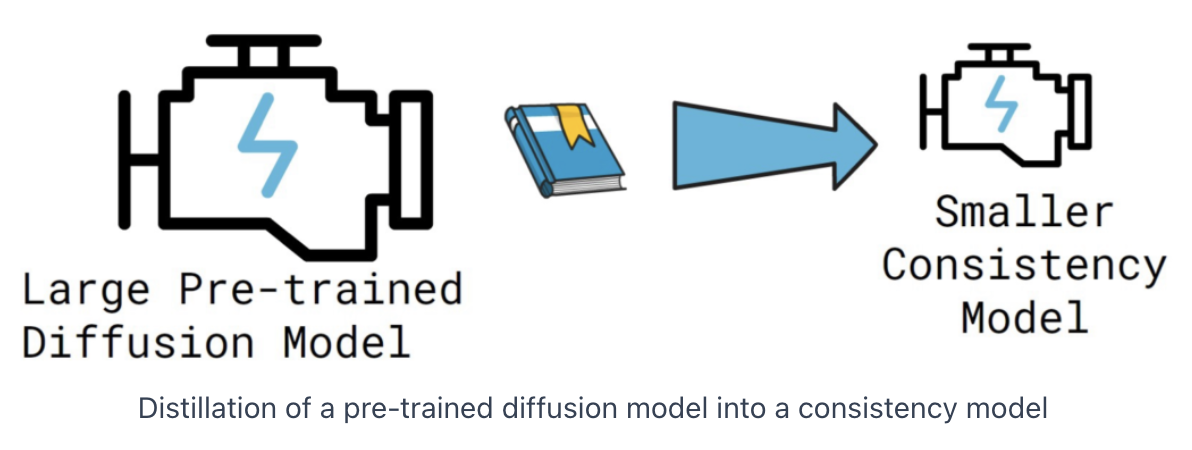 Large Pre-trained
Diffusion Model
Smaller
Consistency
Model
Distillation of a pre-trained diffusion model into a consistency model